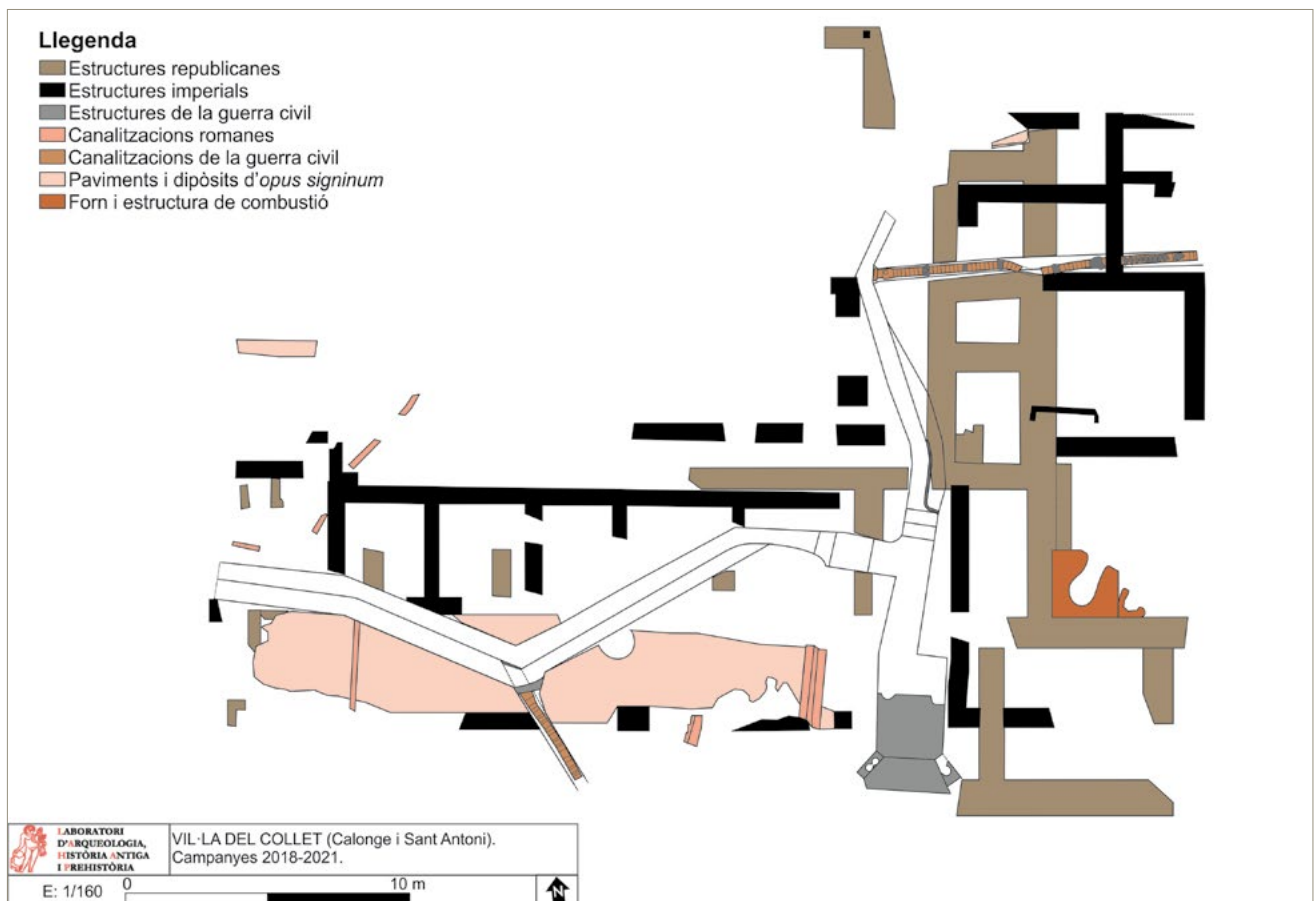 Llegenda
Estructures republicanes
Estructures imperials
Estructures de la guerra civil
Canalitzacions romanes
Canalitzacions de la guerra civil
Paviments i dipòsits d'opus signinum
Forn i estructura de combustió
LABORATORI
D'ARQUEOLOGIA,
HISTÒRIA ANTIGA
I PREHISTÒRIA
VIL·LA DEL COLLET (Calonge i Sant Antoni).
Campanyes 2018-2021.
E: 1/160
0
10 m
N